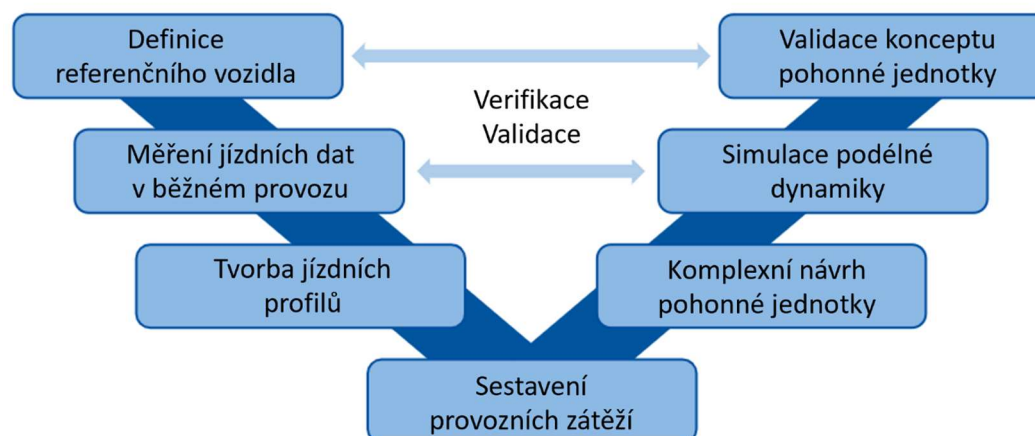 Definice
referenčního vozidla
Validace konceptu
pohonné jednotky
Verifikace
Validace
Měření jízdních dat
v běžném provozu
Simulace podélné
dynamiky
Tvorba jízdních
profilů
Komplexní návrh
pohonné jednotky
Sestavení
provozních zátěží